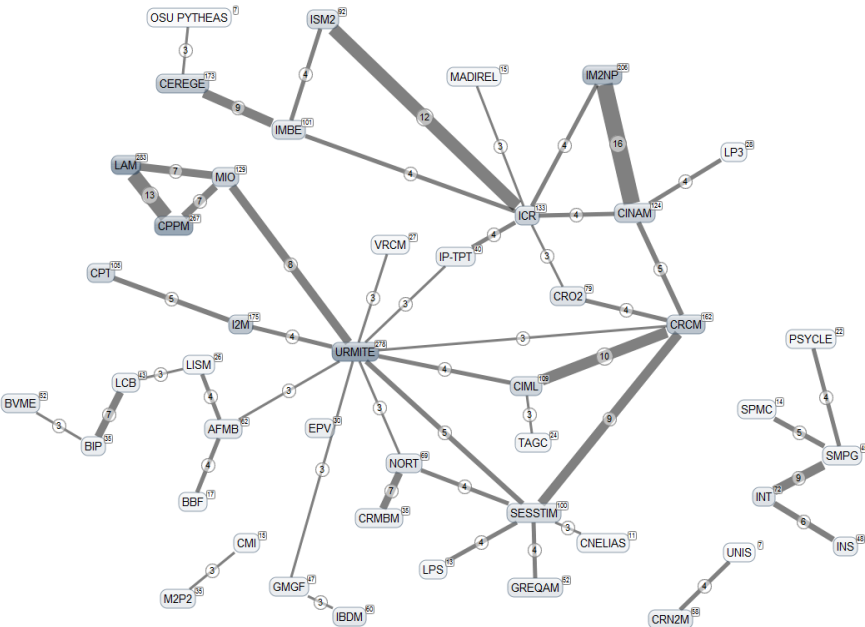 OSU PYTHEAS 7
ISM2 92
3
4
MADIREL 15
IM2NP 206
CEREGE 173
9
12
IMBE 101
3
4
16
LP3 28
LAM 283
7
MIO 129
4
4
13
7
CPPM 267
ICR 133
4
CINAM 124
VRCM 27
4
IP-TPT 40
3
5
CPT 105
8
5
3
3
CRO2 79
4
I2M 175
4
3
CRCM 162
URMITE 278
PSYCLE 22
LISM 26
4
10
LCB 43
3
CIML 109
BVME 52
4
3
3
9
4
SPMC 14
7
3
AFMB 62
EPV 30
3
5
TAGC 24
5
BIP 35
SMPG
4
NORT 69
9
3
7
4
INT 72
BBF 17
CRMBM 35
SESSTIM 100
6
CMI 15
3
CNELIAS 11
INS 48
4
4
UNIS 7
3
LPS 13
M2P2 35
GMGF 47
GREQAM 52
4
3
IBDM 60
CRN2M